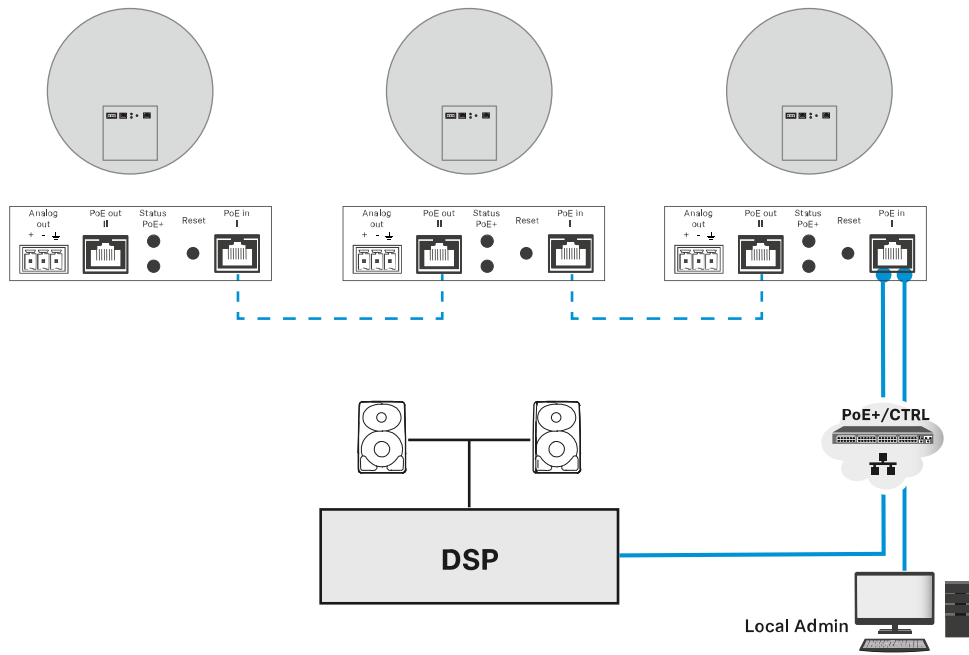 Analog
out
+ - ⏚
PoE out
II
Status
PoE+
Reset
PoE in
I
Analog
out
+ - ⏚
PoE out
II
Status
PoE+
Reset
PoE in
I
Analog
out
+ - ⏚
PoE out
II
Status
PoE+
Reset
PoE in
I
PoE+/CTRL
DSP
Local Admin